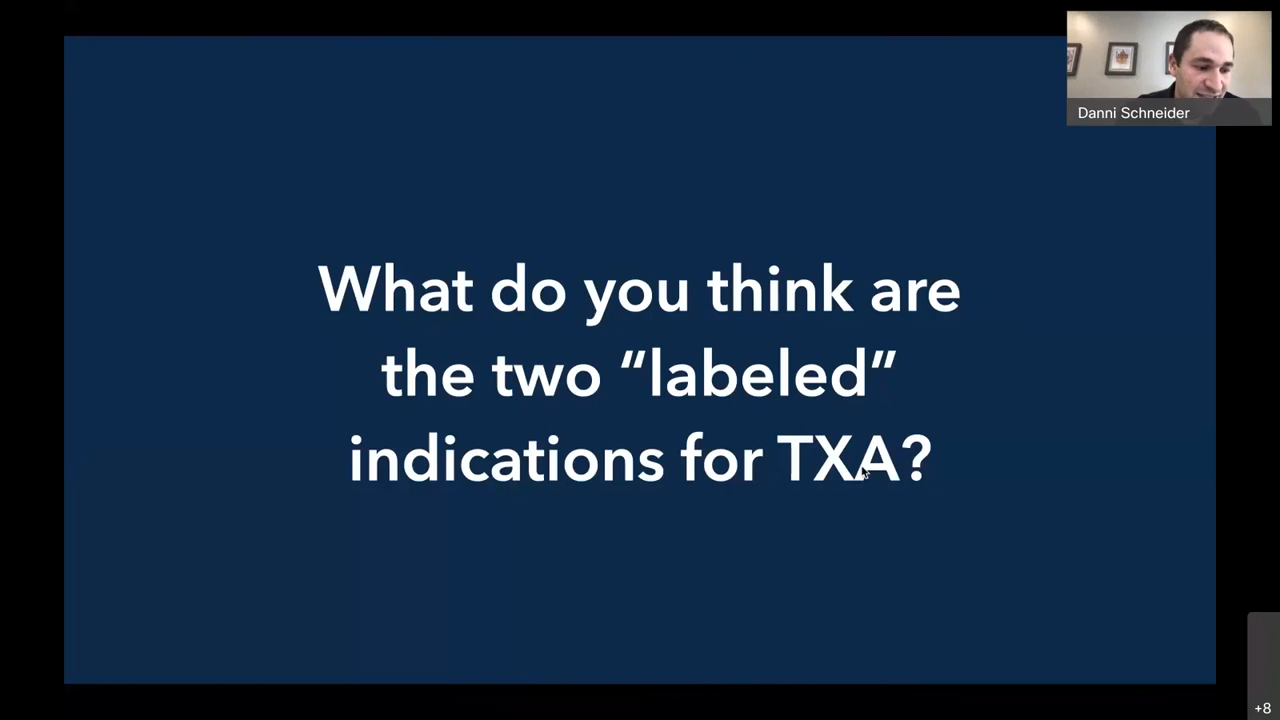 Danni Schneider
What do you think are
the two “labeled”
indications for TXA?
+8